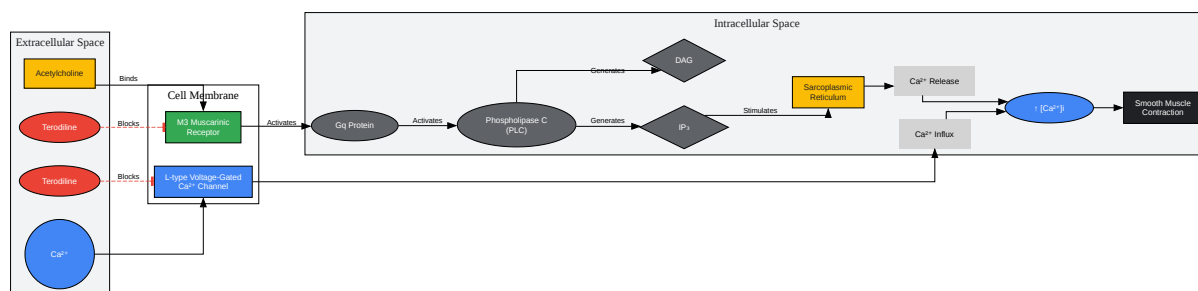 Intracellular Space
Extracellular Space
Acetylcholine
Binds
Cell Membrane
Terodiline
Blocks
M3 Muscarinic
Receptor
Activates
Gq Protein
Activates
Phospholipase C
(PLC)
Generates
DAG
Generates
IP₃
Stimulates
Sarcoplasmic
Reticulum
Ca²⁺ Release
Ca²⁺ Influx
↑ [Ca²⁺]i
Smooth Muscle
Contraction
Terodiline
Blocks
L-type Voltage-Gated
Ca²⁺ Channel
Ca²⁺